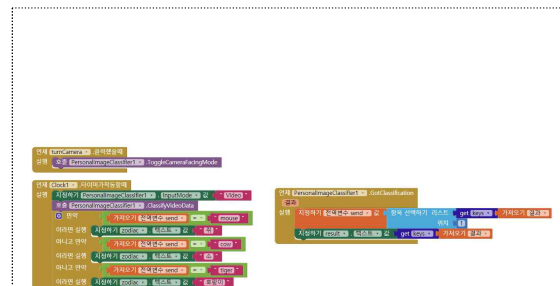 언제 turnCamera .클릭했을때
실행 호출 PersonalImageClassifier1 .ToggleCameraFacingMode
언제 Clock1 .타이머가작동할때
실행 지정하기 PersonalImageClassifier1 . InputMode 값 " Video "
호출 PersonalImageClassifier1 .ClassifyVideoData
만약 가져오기 전역변수 send = " mouse "
이라면 실행 지정하기 zodiac . 텍스트 값 " 쥐 "
아니고 만약 가져오기 전역변수 send = " cow "
이라면 실행 지정하기 zodiac . 텍스트 값 " 소 "
아니고 만약 가져오기 전역변수 send = " tiger "
이라면 실행 지정하기 zodiac . 텍스트 값 " 호랑이 "
언제 PersonalImageClassifier1 .GotClassification
결과
실행 지정하기 전역변수 send 값 항목 선택하기 리스트 get keys 가져오기 결과
위치 1
지정하기 result . 텍스트 값 get keys 가져오기 결과